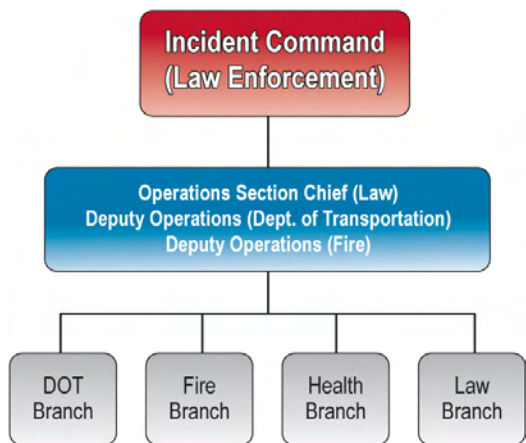 Incident Command
(Law Enforcement)
Operations Section Chief (Law)
Deputy Operations (Dept. of Transportation)
Deputy Operations (Fire)
DOT
Branch
Fire
Branch
Health
Branch
Law
Branch